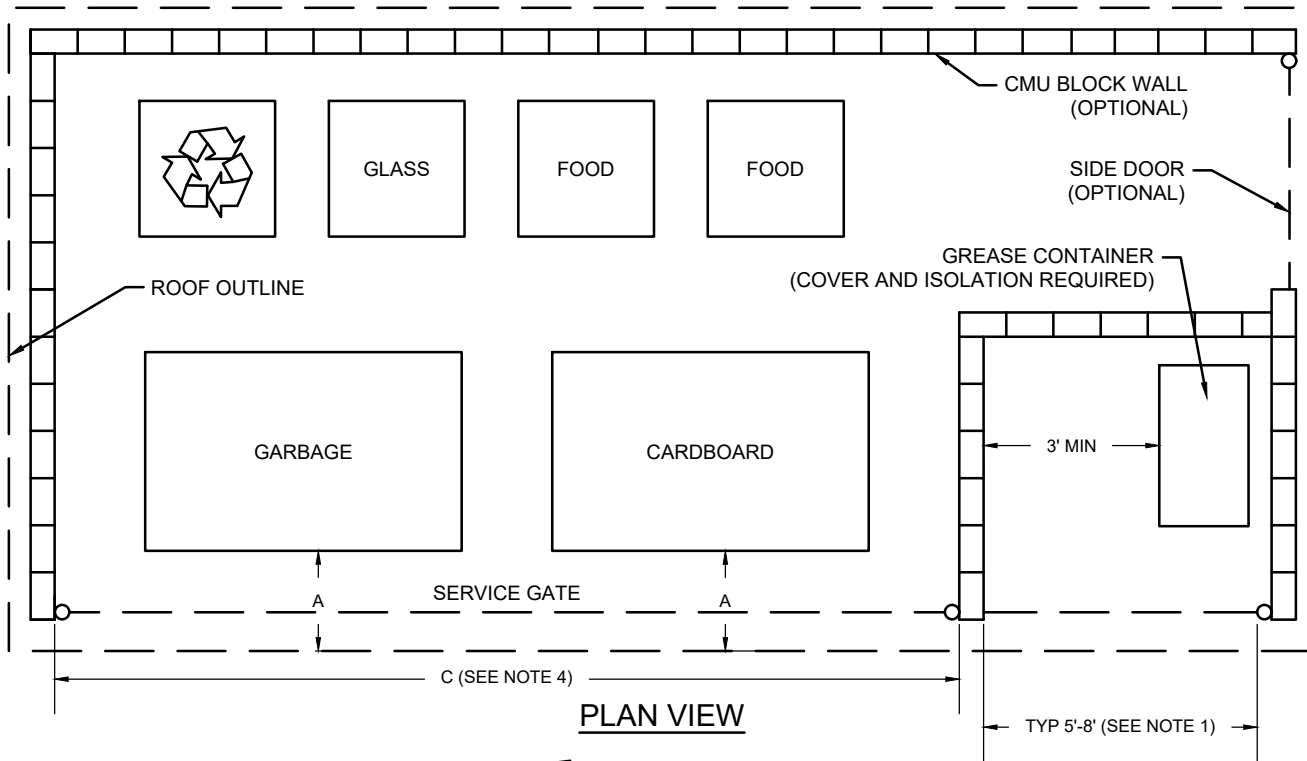 CMU BLOCK WALL
(OPTIONAL)
GLASS
FOOD
FOOD
SIDE DOOR
(OPTIONAL)
GREASE CONTAINER
(COVER AND ISOLATION REQUIRED)
ROOF OUTLINE
GARBAGE
CARDBOARD
3' MIN
A
SERVICE GATE
A
C (SEE NOTE 4)
PLAN VIEW
TYP 5'-8' (SEE NOTE 1)